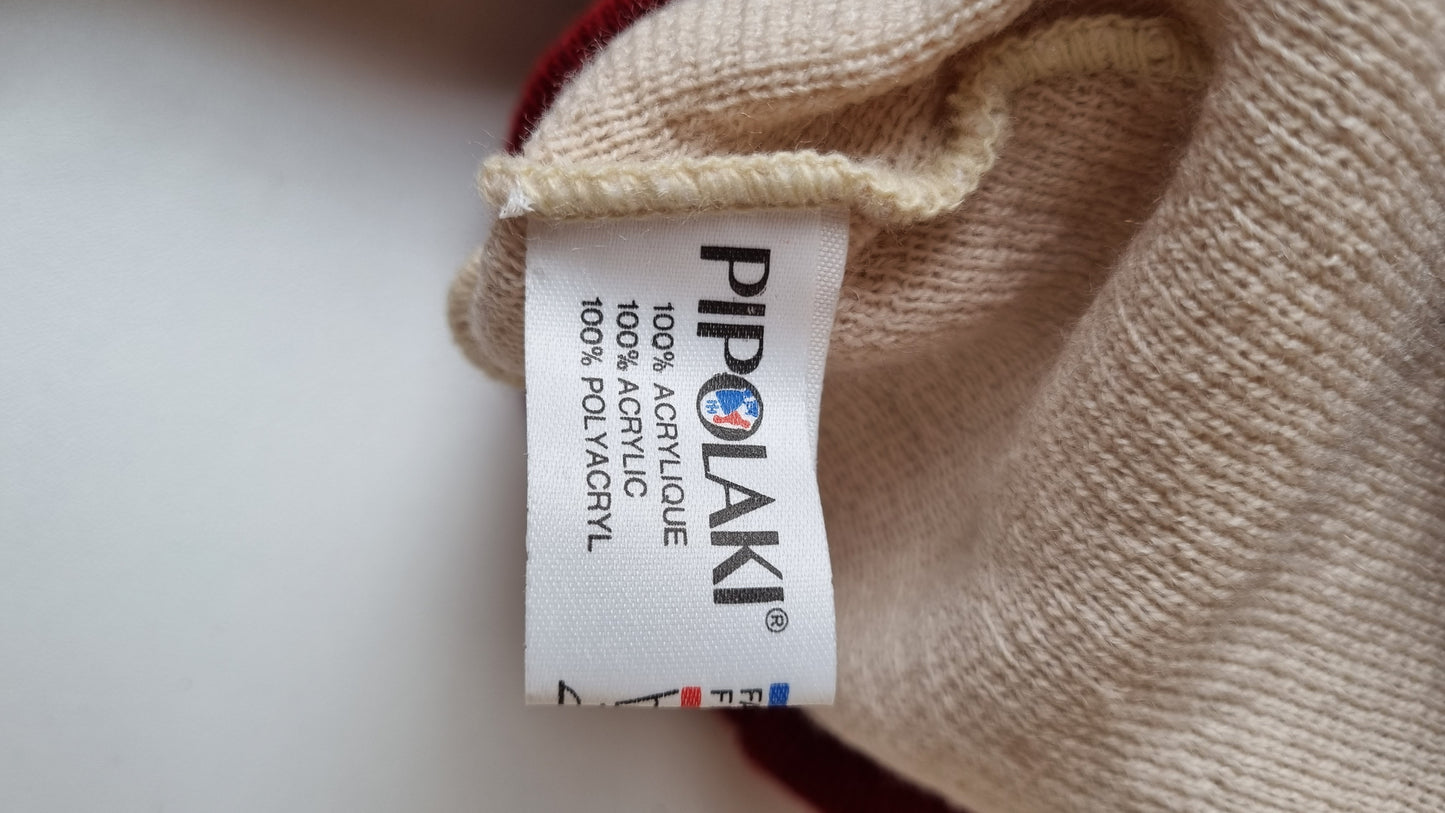 PIPOLAKI®
100% ACRYLIQUE
100% ACRYLIC
100% POLYACRYL